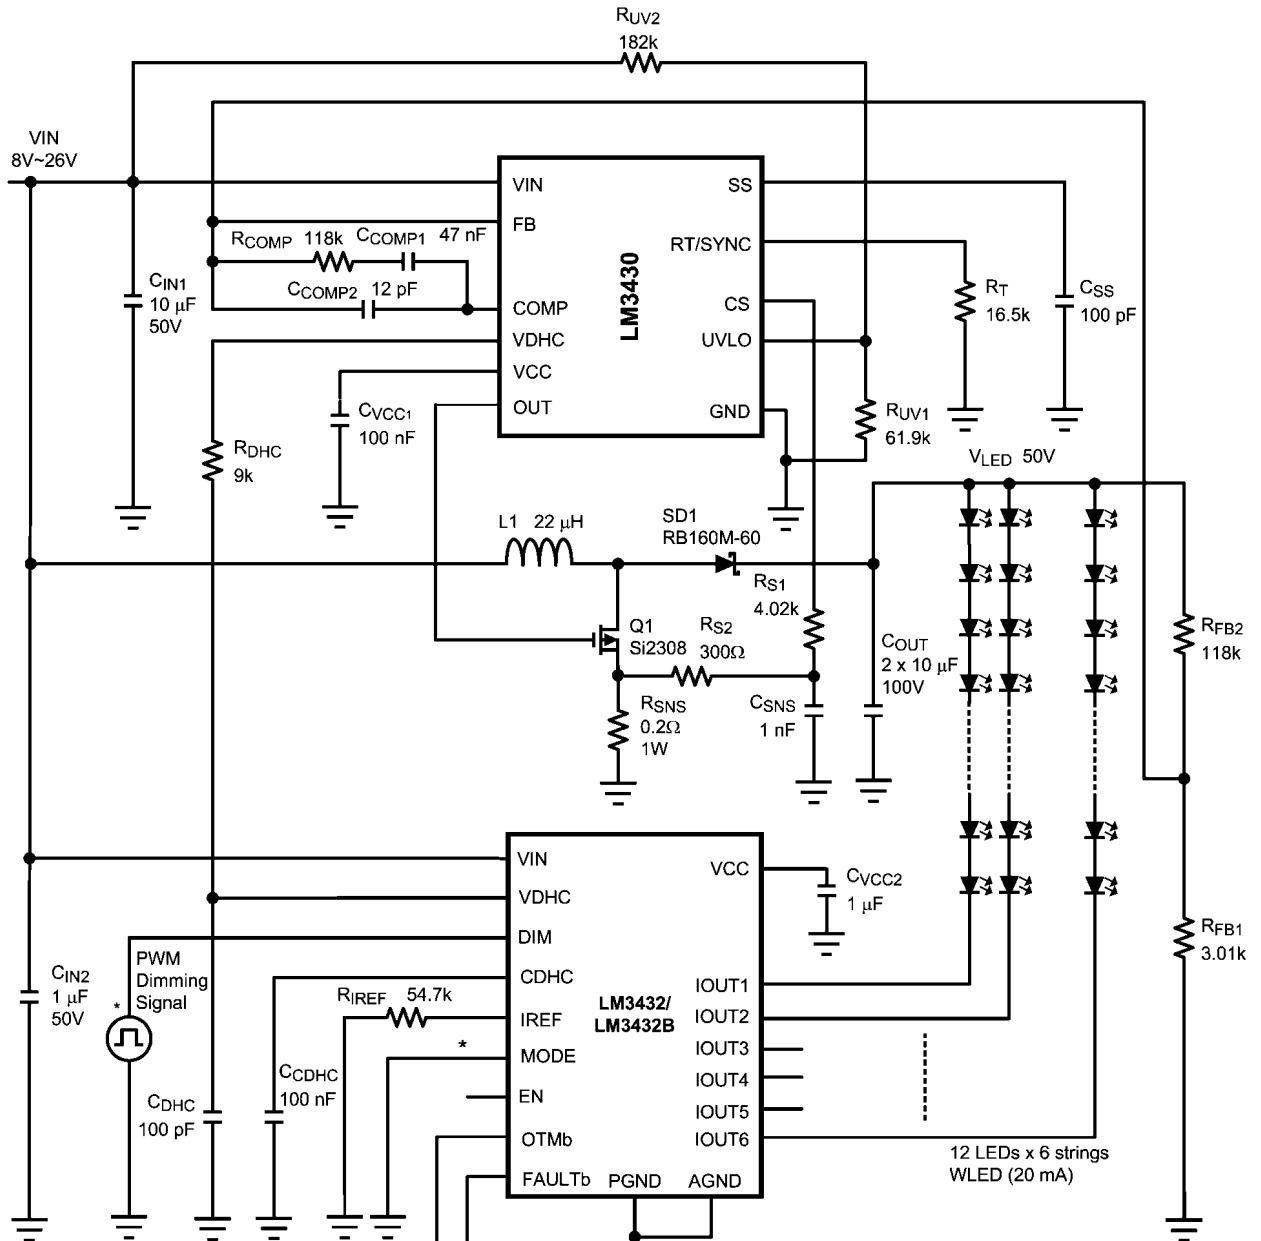 RUV2
182k
VIN
8V~26V
VIN
SS
FB
RCOMP 118k CCOMP1 47 nF
RT/SYNC
CIN1
10 µF
50V
CCOMP2 12 pF
LM3430
COMP
CS
RT
16.5k
CSS
100 pF
VDHC
UVLO
VCC
OUT
GND
CVCC1
100 nF
RUV1
61.9k
RDHC
9k
VLED 50V
L1 22 µH
SD1
RB160M-60
RS1
4.02k
Q1
Si2308
RS2
300Ω
COUT
2 x 10 µF
100V
RFB2
118k
RSNS
0.2Ω
1W
CSNS
1 nF
VIN
VCC
CVCC2
1 µF
VDHC
DIM
PWM
Dimming
Signal
*
CIN2
1 µF
50V
CDHC
RIREF 54.7k
IREF
LM3432/
LM3432B
IOUT1
IOUT2
RFB1
3.01k
*
MODE
IOUT3
CCDHC
100 nF
EN
IOUT4
CDHC
100 pF
IOUT5
OTMb
IOUT6
12 LEDs x 6 strings
WLED (20 mA)
FAULTb PGND AGND